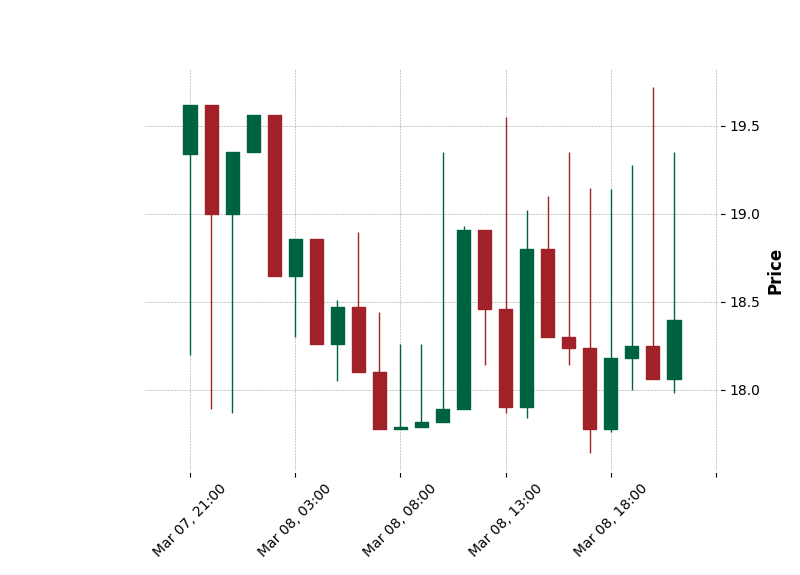 19.5
19.0
18.5
18.0
Price
Mar 07, 21:00
Mar 08, 03:00
Mar 08, 08:00
Mar 08, 13:00
Mar 08, 18:00